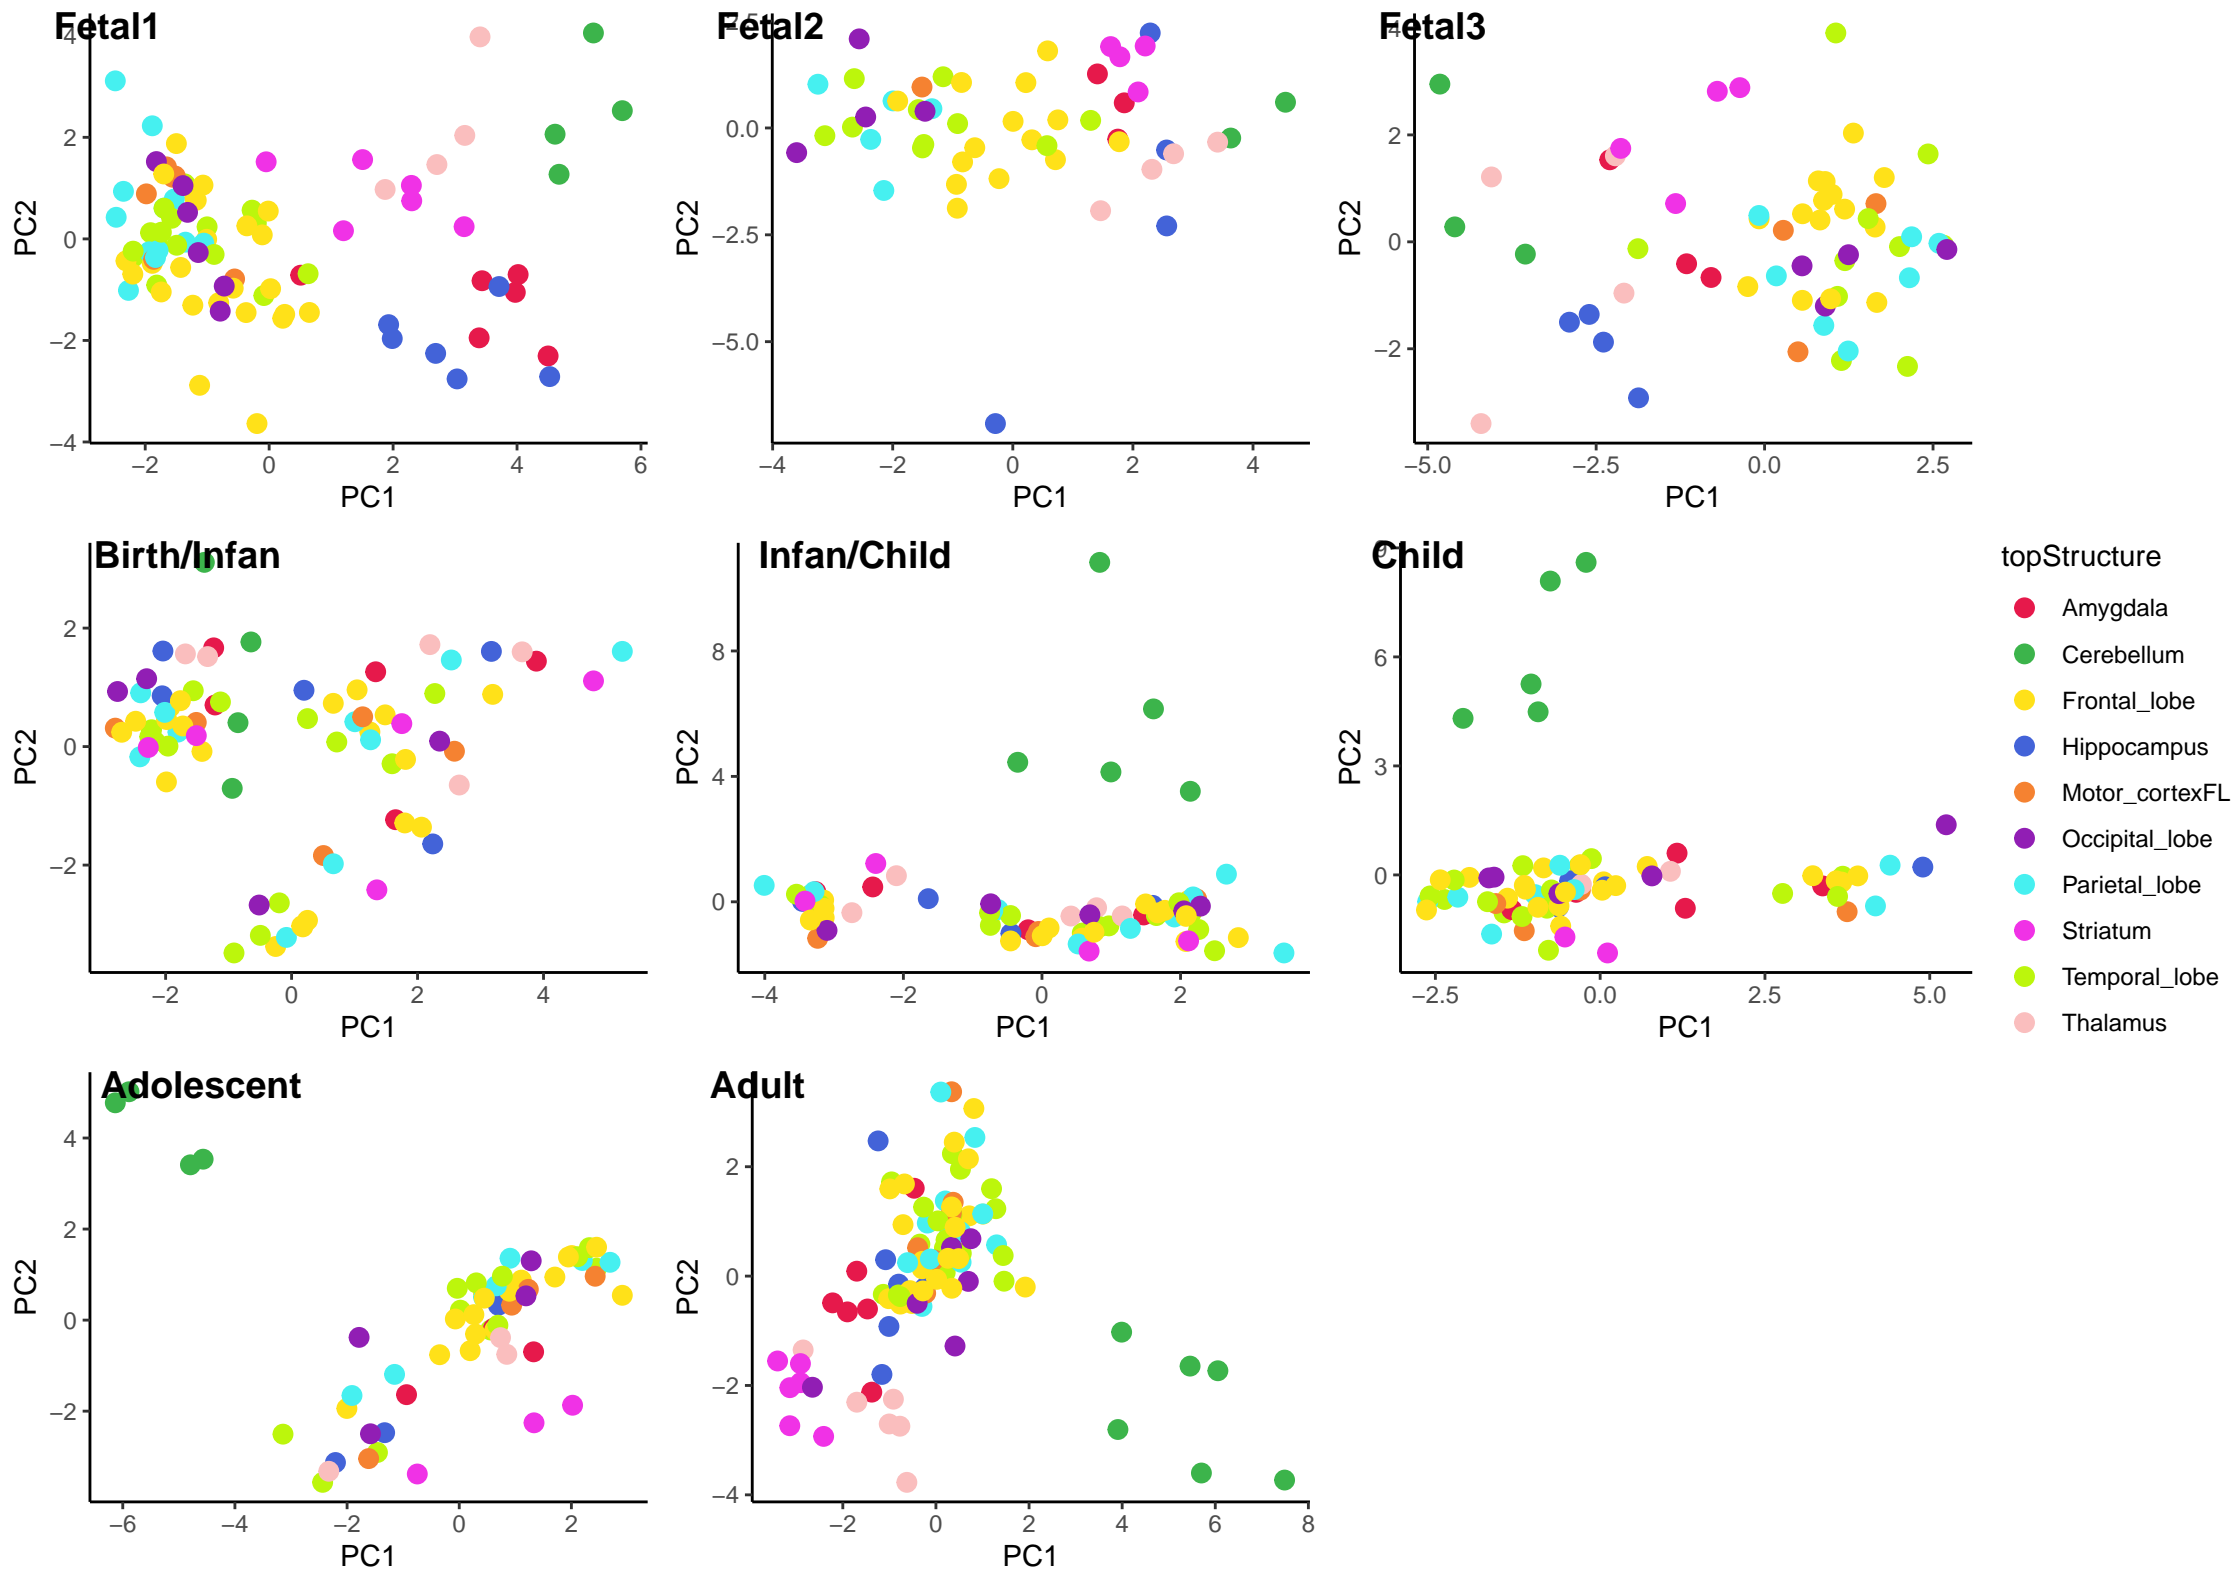 Fetal1
4
2
0
−2
−4
PC2
−2 0 2 4 6
PC1
Fetal2
2.5
0.0
−2.5
−5.0
PC2
−4 −2 0 2 4
PC1
Fetal3
4
2
0
−2
PC2
−5.0 −2.5 0.0 2.5
PC1
Birth/Infan
2
0
−2
PC2
−2 0 2 4
PC1
Infan/Child
8
4
0
PC2
−4 −2 0 2
PC1
Child
9
6
3
0
PC2
−2.5 0.0 2.5 5.0
PC1
topStructure
Amygdala
Cerebellum
Frontal_lobe
Hippocampus
Motor_cortexFL
Occipital_lobe
Parietal_lobe
Striatum
Temporal_lobe
Thalamus
Adolescent
4
2
0
−2
PC2
−6 −4 −2 0 2
PC1
Adult
2
0
−2
−4
PC2
−2 0 2 4 6 8
PC1